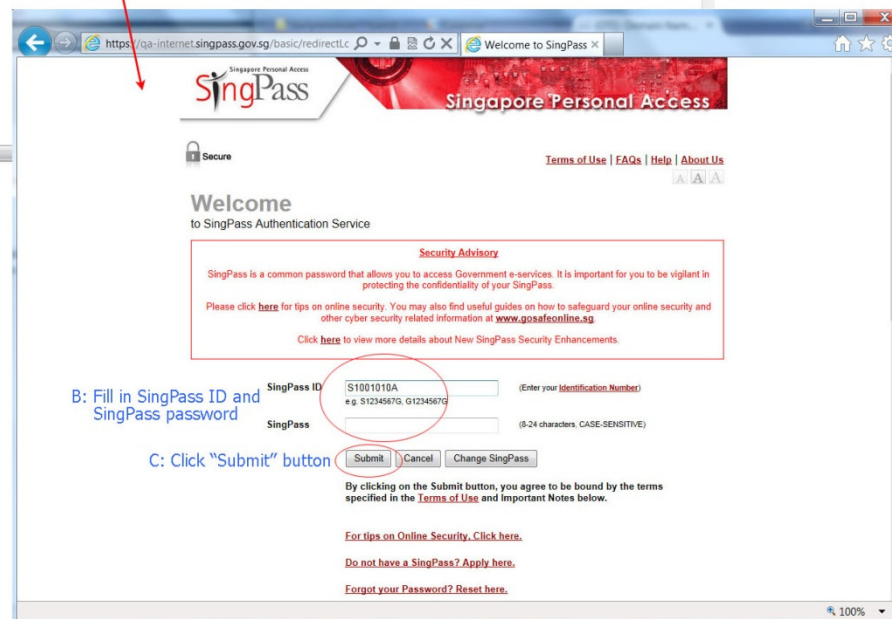 https://qa-internet.singpass.gov.sg/basic/redirectLc
Welcome to SingPass
Singapore Personal Access
SingPass
Singapore Personal Access
Secure
Terms of Use | FAQs | Help | About Us
A A A
Welcome
to SingPass Authentication Service
Security Advisory
SingPass is a common password that allows you to access Government e-services. It is important for you to be vigilant in
protecting the confidentiality of your SingPass.
Please click here for tips on online security. You may also find useful guides on how to safeguard your online security and
other cyber security related information at www.gosafeonline.sg.
Click here to view more details about New SingPass Security Enhancements.
SingPass ID S1001010A (Enter your Identification Number)
e.g. S1234567G, G1234567G
B: Fill in SingPass ID and
SingPass password
SingPass (8-24 characters, CASE-SENSITIVE)
C: Click "Submit" button
Submit Cancel Change SingPass
By clicking on the Submit button, you agree to be bound by the terms
specified in the Terms of Use and Important Notes below.
For tips on Online Security, Click here.
Do not have a SingPass? Apply here.
Forgot your Password? Reset here.
100%